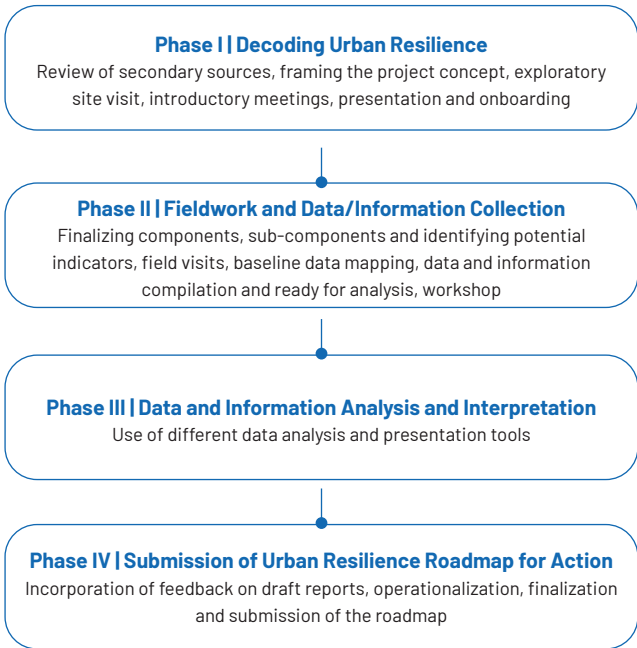 Phase I | Decoding Urban Resilience
Review of secondary sources, framing the project concept, exploratory
site visit, introductory meetings, presentation and onboarding
Phase II | Fieldwork and Data/Information Collection
Finalizing components, sub-components and identifying potential
indicators, field visits, baseline data mapping, data and information
compilation and ready for analysis, workshop
Phase III | Data and Information Analysis and Interpretation
Use of different data analysis and presentation tools
Phase IV | Submission of Urban Resilience Roadmap for Action
Incorporation of feedback on draft reports, operationalization, finalization
and submission of the roadmap